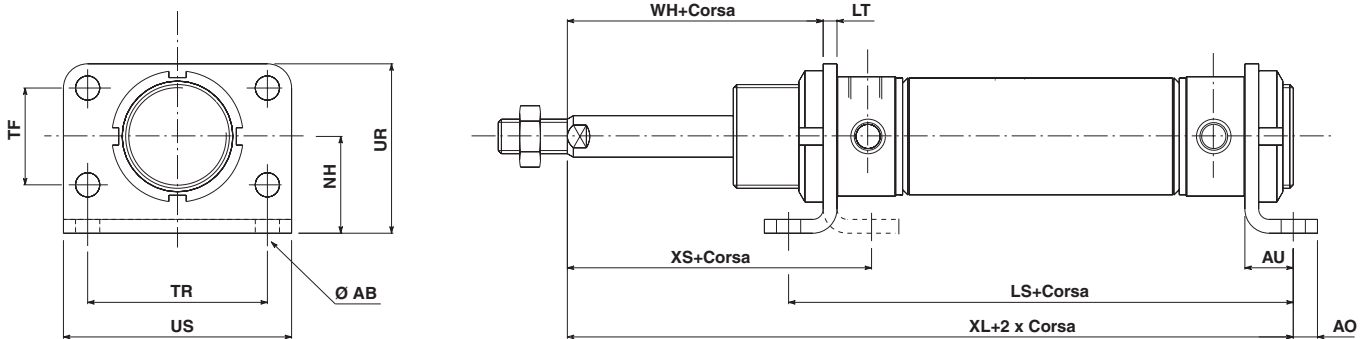 WH+Corsa
LT
TF
UR
NH
XS+Corsa
AU
Ø AB
TR
LS+Corsa
US
XL+2 x Corsa
AO